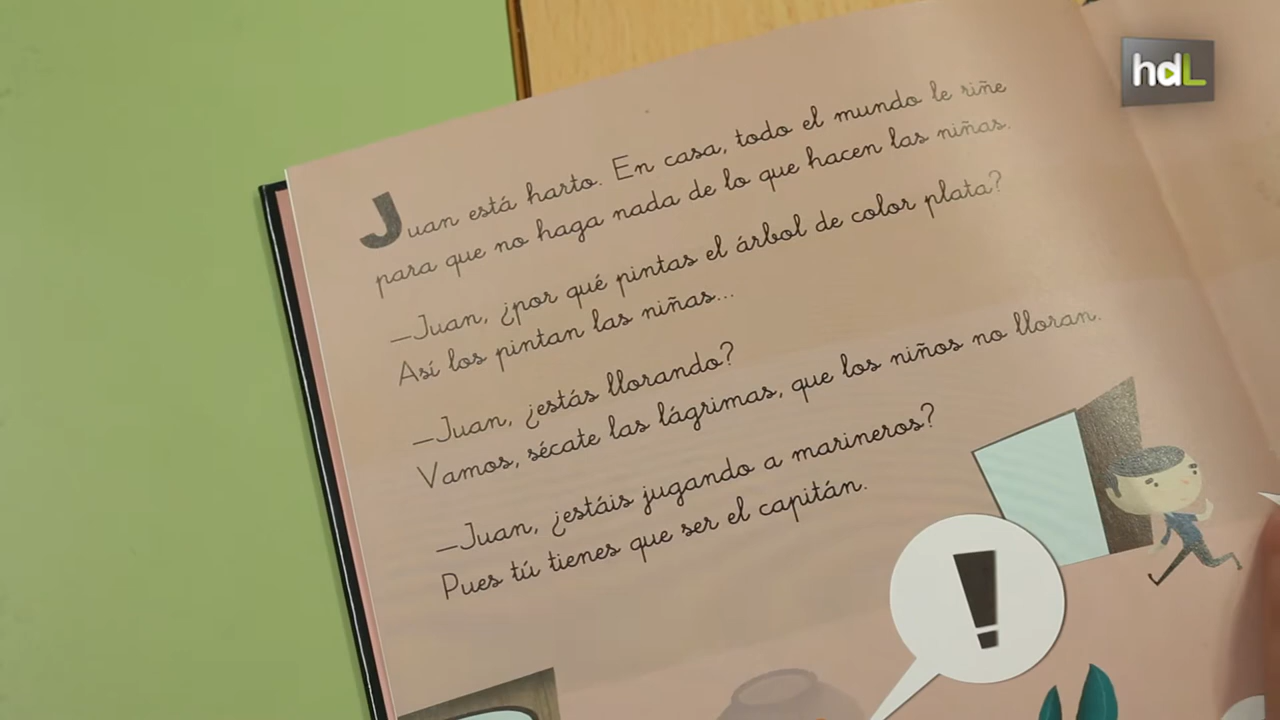 hdL
Juan está harto. En casa, todo el mundo le riñe
para que no haga nada de lo que hacen las niñas.
—Juan, ¿por qué pintas el árbol de color plata?
Así los pintan las niñas...
—Juan, ¿estás llorando?
Vamos, sécate las lágrimas, que los niños no lloran.
—Juan, ¿estáis jugando a marineros?
Pues tú tienes que ser el capitán.
!